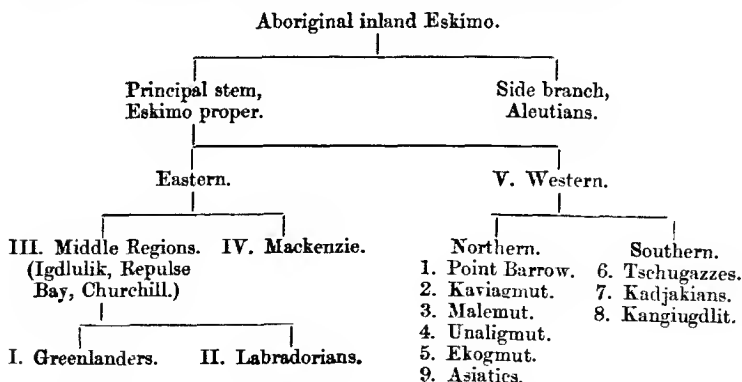 Aboriginal inland Eskimo.
Principal stem,
Eskimo proper.
Side branch,
Aleutians.
Eastern.
V. Western.
III. Middle Regions.
(Igdlulik, Repulse
Bay, Churchill.)
IV. Mackenzie.
Northern.
1. Point Barrow.
2. Kaviagmut.
3. Malemut.
4. Unaligmut.
5. Ekogmut.
9. Asiatics.
Southern.
6. Tschugazzes.
7. Kadjakians.
8. Kangiugdlit.
I. Greenlanders.
II. Labradorians.